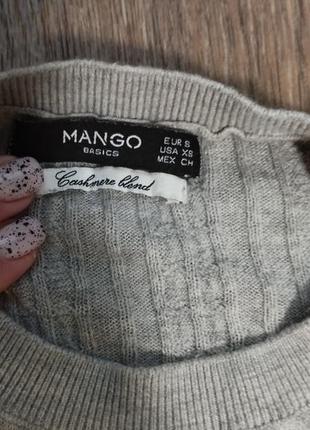 MANGO
BASICS
EUR S
USA XS
MEX CH
Cashmere blend